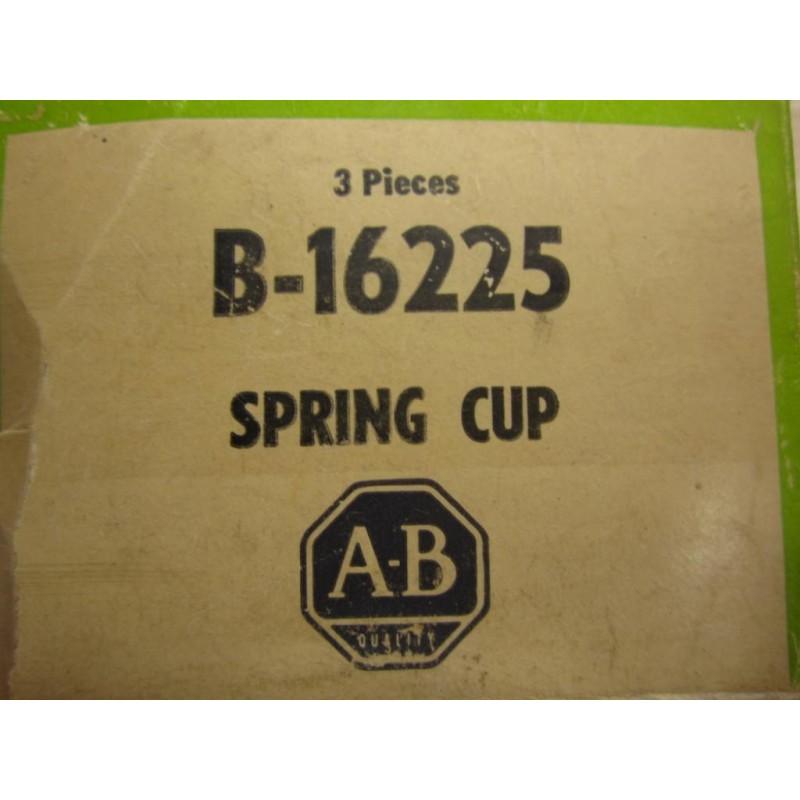 3 Pieces
B-16225
SPRING CUP
A-B
QUALITY